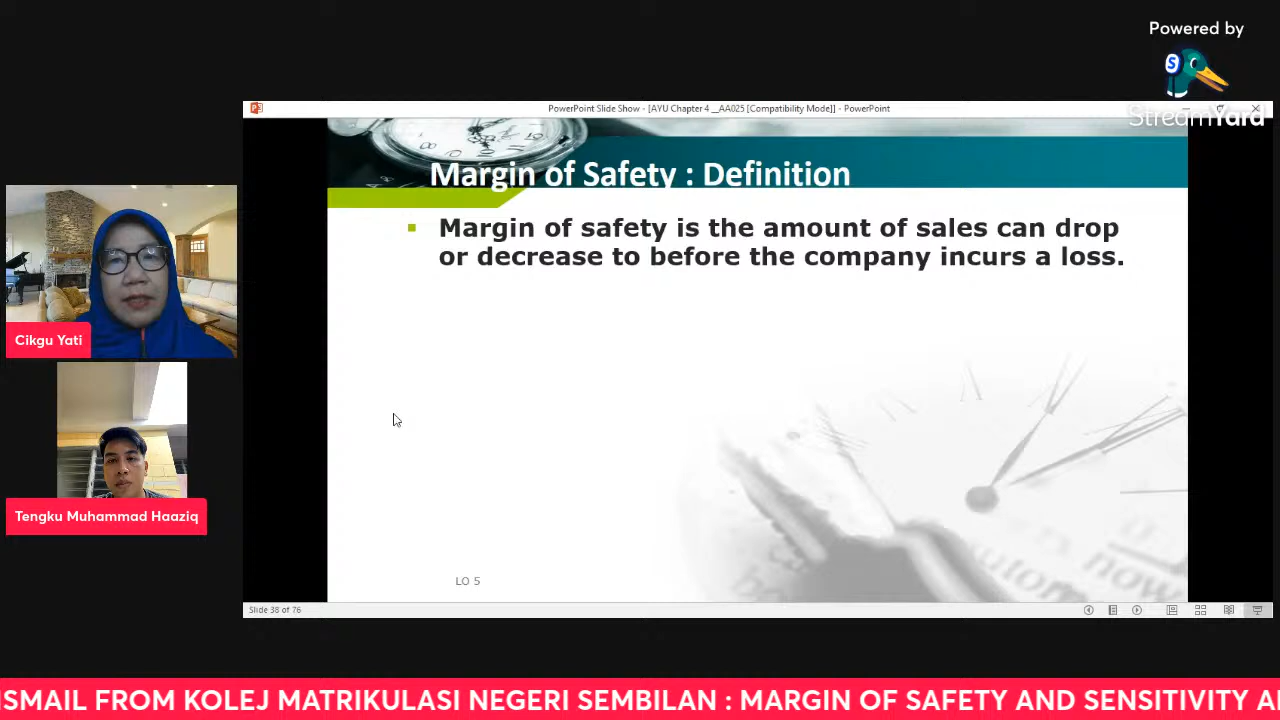 Powered by
StreamYard
PowerPoint Slide Show - [AYU Chapter 4 __AA025 [Compatibility Mode]] - PowerPoint
Margin of Safety : Definition
Margin of safety is the amount of sales can drop
or decrease to before the company incurs a loss.
Cikgu Yati
Tengku Muhammad Haaziq
LO 5
Slide 38 of 76
ISMAIL FROM KOLEJ MATRIKULASI NEGERI SEMBILAN : MARGIN OF SAFETY AND SENSITIVITY